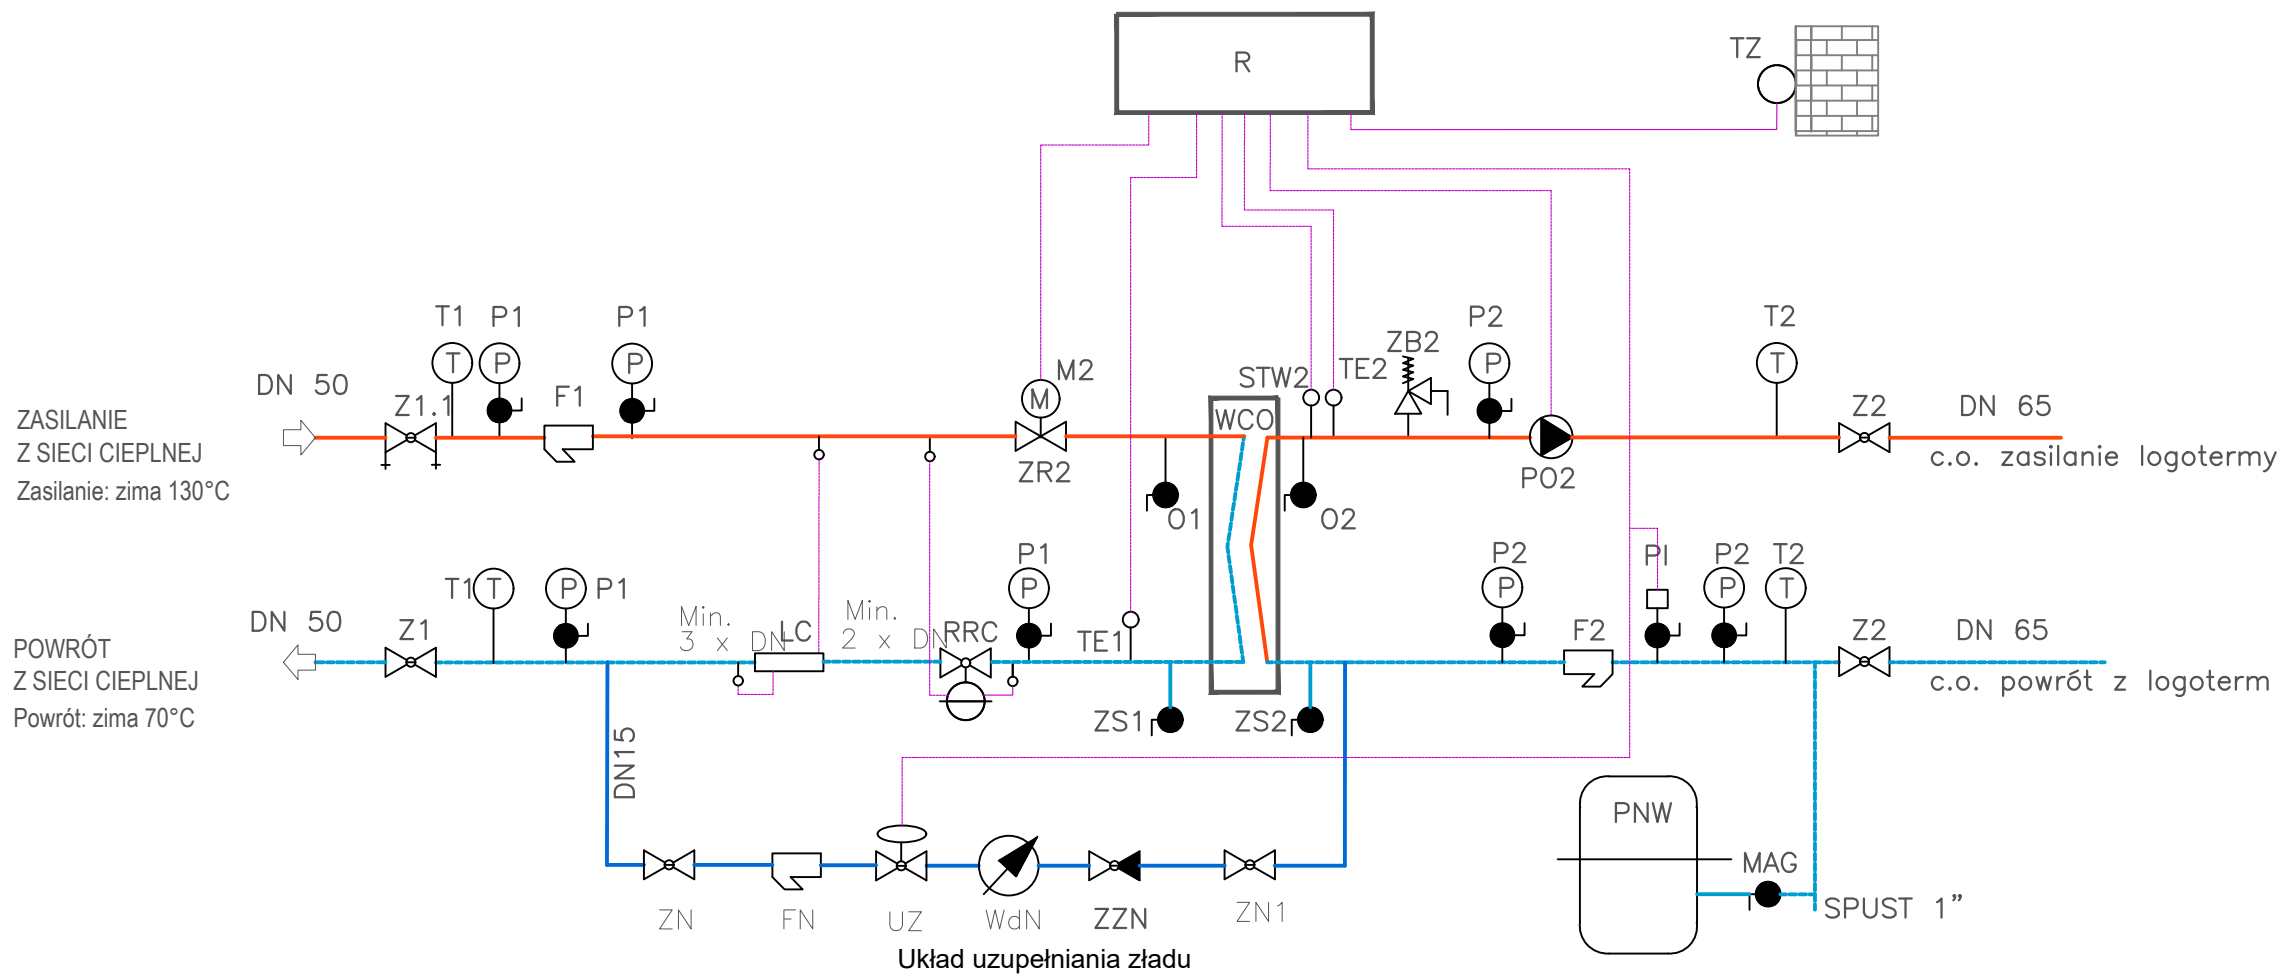 R
TZ
T1
P1
P1
M2
ZB2
P2
T2
T
P
P
M
STW2
TE2
P
T
DN 50
Z1.1
F1
WCO
Z2
DN 65
ZASILANIE
Z SIECI CIEPLNEJ
Zasilanie: zima 130°C
ZR2
PO2
c.o. zasilanie logotermy
O1
O2
P1
P2
PI
P2
T2
T1
T
P
P1
P
P
P
T
Min.
3 x DN
LC
Min.
2 x DN
RRC
TE1
F2
Z2
DN 65
DN 50
Z1
POWRÓT
Z SIECI CIEPLNEJ
Powrót: zima 70°C
c.o. powrót z logoterm
ZS1
ZS2
DN15
PNW
MAG
SPUST 1”
ZN
FN
UZ
WdN
ZZN
ZN1
Układ uzupełniania zładu